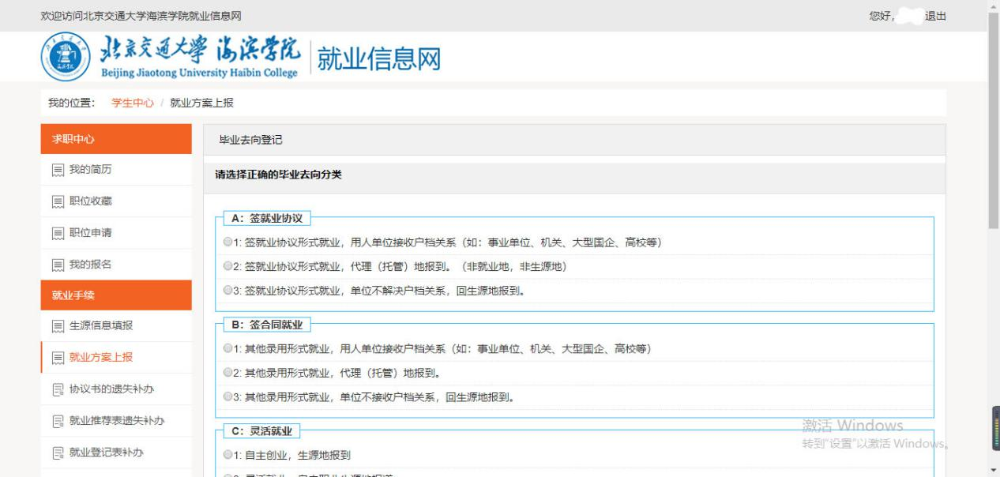 欢迎访问北京交通大学海滨学院就业信息网
您好,
退出
北京交通大学 海滨学院
Beijing Jiaotong University Haibin College
就业信息网
我的位置： 学生中心 / 就业方案上报
求职中心
我的简历
职位收藏
职位申请
我的报名
就业手续
生源信息填报
就业方案上报
协议书的遗失补办
就业推荐表遗失补办
就业登记表补办
毕业去向登记
请选择正确的毕业去向分类
A：签就业协议
1: 签就业协议形式就业，用人单位接收户档关系（如：事业单位、机关、大型国企、高校等）
2: 签就业协议形式就业，代理（托管）地报到。（非就业地，非生源地）
3: 签就业协议形式就业，单位不解决户档关系，回生源地报到。
B：签合同就业
1: 其他录用形式就业，用人单位接收户档关系（如：事业单位、机关、大型国企、高校等）
2: 其他录用形式就业，代理（托管）地报到。
3: 其他录用形式就业，单位不接收户档关系，回生源地报到。
C：灵活就业
1: 自主创业，生源地报到
激活 Windows
转到"设置"以激活 Windows。